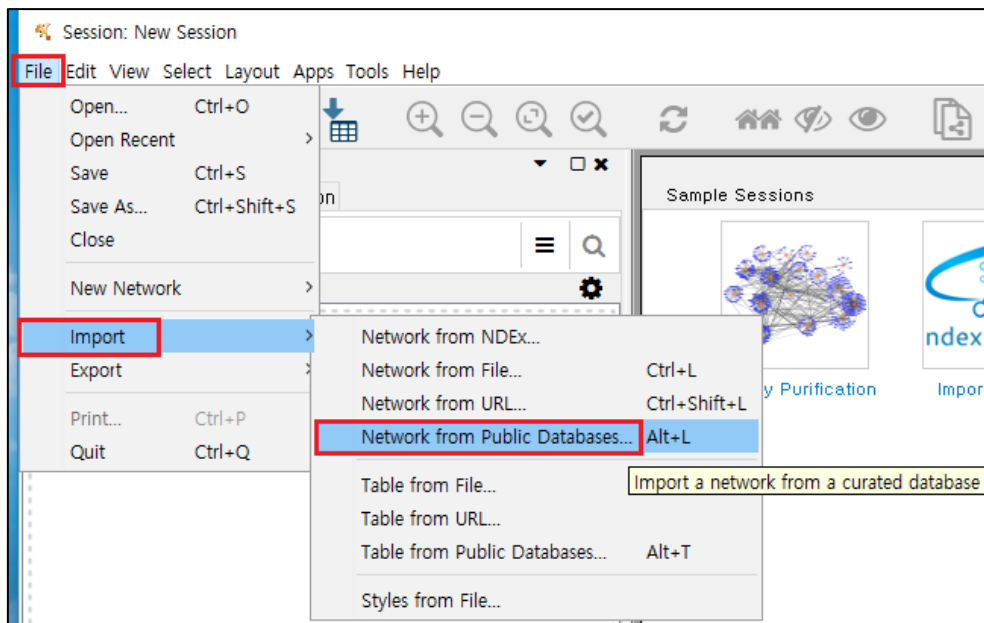 Session: New Session
File Edit View Select Layout Apps Tools Help
Open... Ctrl+O
Open Recent
Save Ctrl+S
Save As... Ctrl+Shift+S
Close
New Network
Import
Export
Print... Ctrl+P
Quit Ctrl+Q
on
Sample Sessions
ndex
y Purification
Impor
Network from NDEx...
Network from File... Ctrl+L
Network from URL... Ctrl+Shift+L
Network from Public Databases... Alt+L
Import a network from a curated database
Table from File...
Table from URL...
Table from Public Databases... Alt+T
Styles from File...